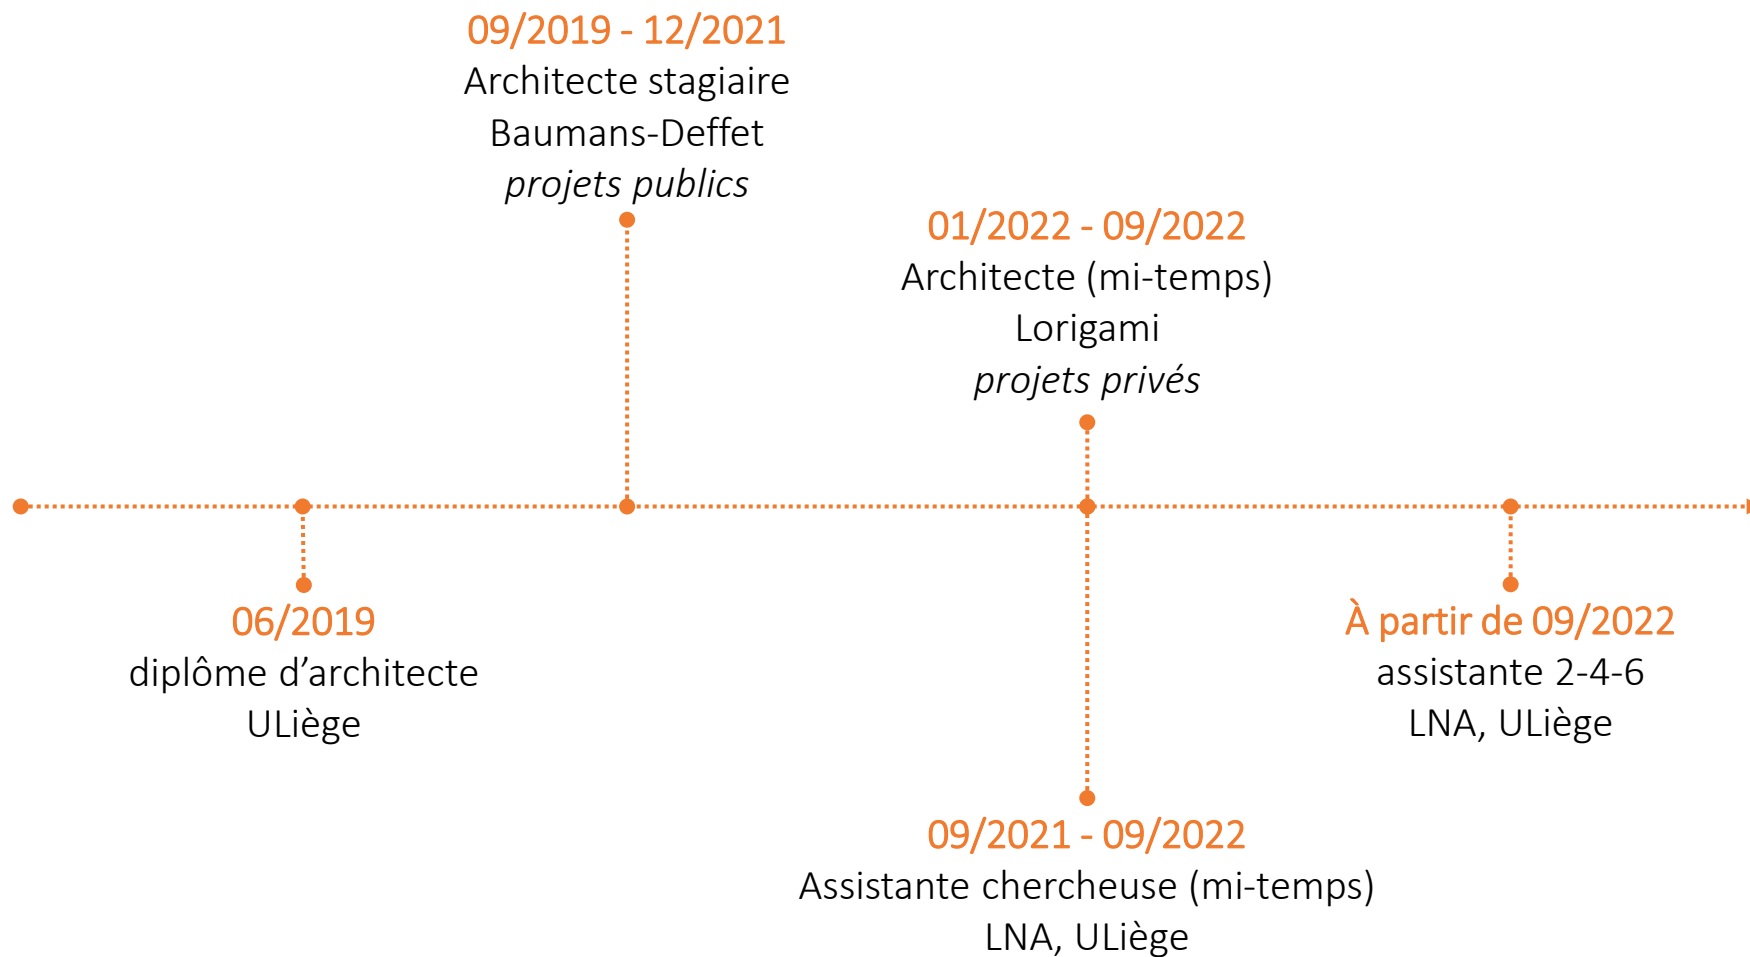 09/2019 - 12/2021
Architecte stagiaire
Baumans-Deffet
projets publics
01/2022 - 09/2022
Architecte (mi-temps)
Lorigami
projets privés
06/2019
diplôme d’architecte
ULiège
À partir de 09/2022
assistante 2-4-6
LNA, ULiège
09/2021 - 09/2022
Assistante chercheuse (mi-temps)
LNA, ULiège